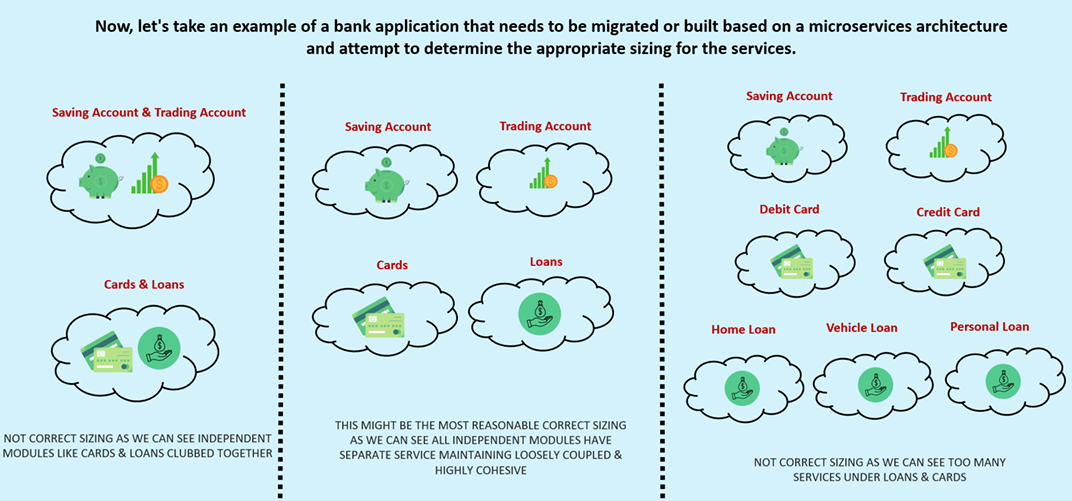 Now, let's take an example of a bank application that needs to be migrated or built based on a microservices architecture
and attempt to determine the appropriate sizing for the services.
Saving Account & Trading Account
Cards & Loans
NOT CORRECT SIZING AS WE CAN SEE INDEPENDENT
MODULES LIKE CARDS & LOANS CLUBBED TOGETHER
Saving Account
Trading Account
Cards
Loans
THIS MIGHT BE THE MOST REASONABLE CORRECT SIZING
AS WE CAN SEE ALL INDEPENDENT MODULES HAVE
SEPARATE SERVICE MAINTAINING LOOSELY COUPLED &
HIGHLY COHESIVE
Saving Account
Trading Account
Debit Card
Credit Card
Home Loan
Vehicle Loan
Personal Loan
NOT CORRECT SIZING AS WE CAN SEE TOO MANY
SERVICES UNDER LOANS & CARDS